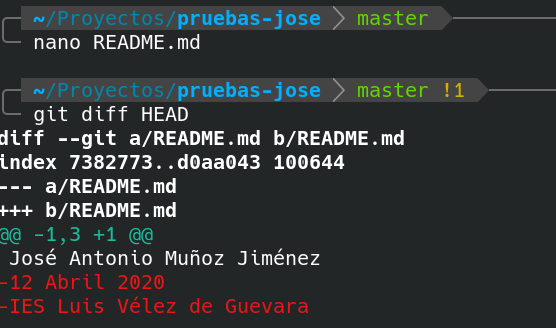 ~/Proyectos/pruebas-jose > master
nano README.md
~/Proyectos/pruebas-jose > master !1
git diff HEAD
diff --git a/README.md b/README.md
index 7382773..d0aa043 100644
--- a/README.md
+++ b/README.md
@@ -1,3 +1 @@
José Antonio Muñoz Jiménez
-12 Abril 2020
-IES Luis Vélez de Guevara